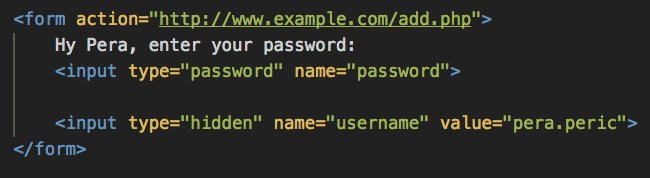 <form action="http://www.example.com/add.php">
Hy Pera, enter your password:
<input type="password" name="password">
<input type="hidden" name="username" value="pera.peric">
</form>